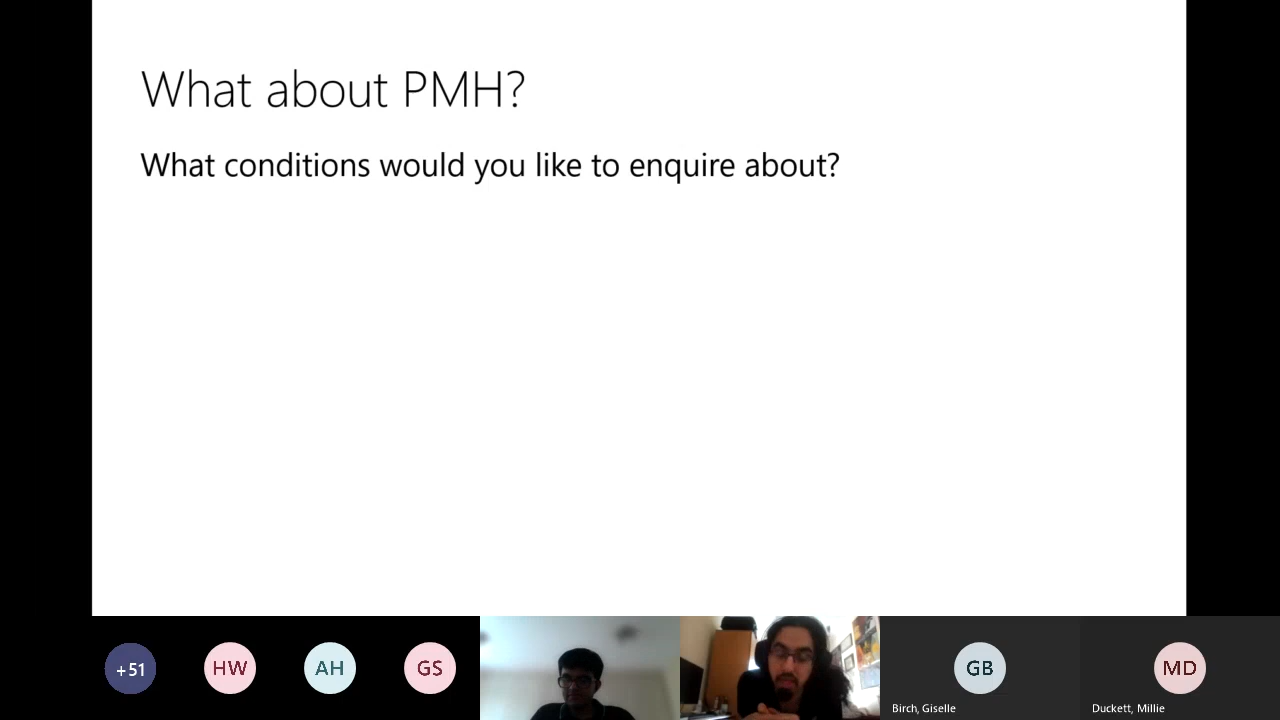 What about PMH?
What conditions would you like to enquire about?
+51
HW
AH
GS
GB
MD
Birch, Giselle
Duckett, Millie